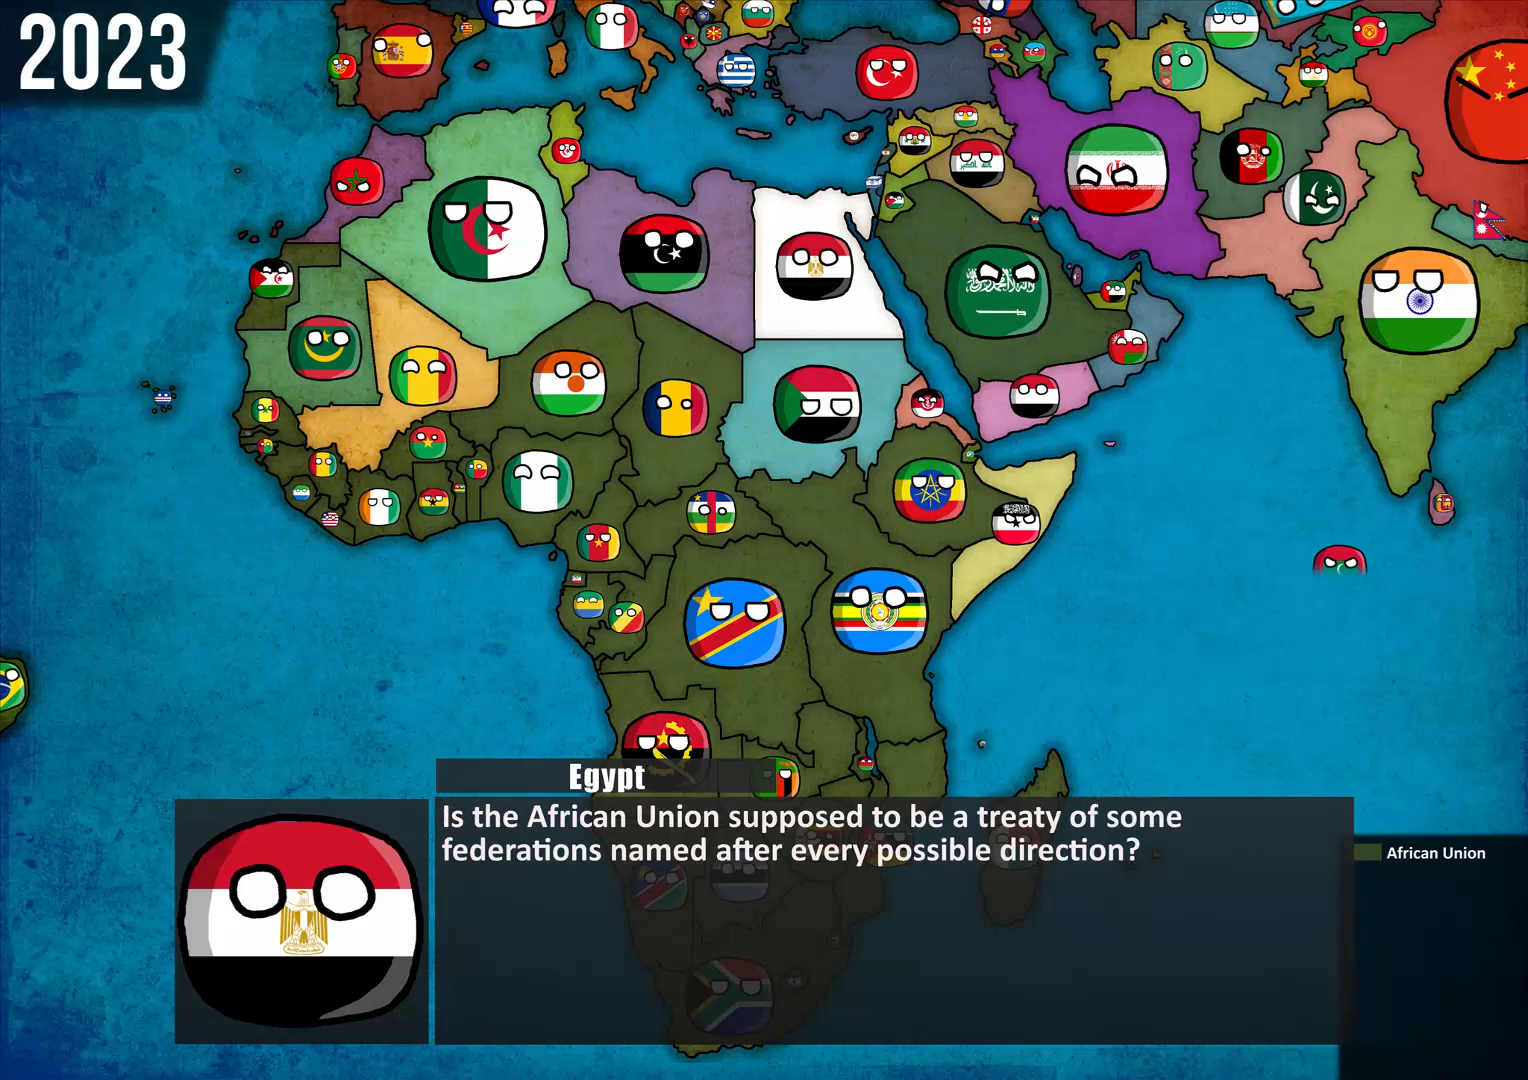 2023
Egypt
Is the African Union supposed to be a treaty of some
federations named after every possible direction?
African Union